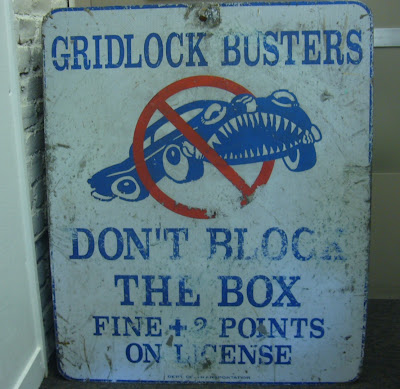 GRIDLOCK BUSTERS
DON'T BLOCK
THE BOX
FINE + 2 POINTS
ON LICENSE